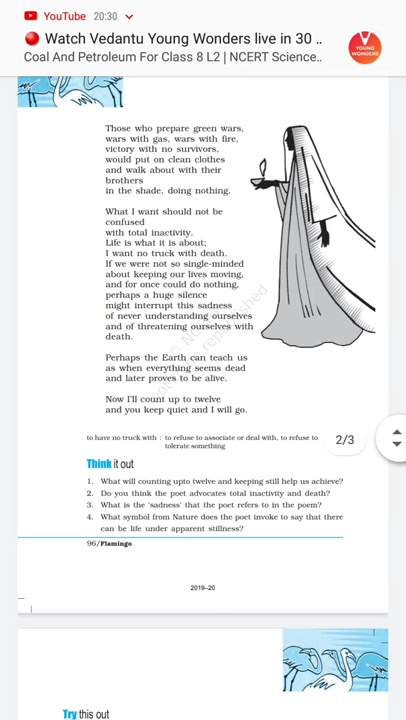 YouTube 20:30
Watch Vedantu Young Wonders live in 30 ..
Coal And Petroleum For Class 8 L2 | NCERT Science..
YOUNG
WONDERS
Those who prepare green wars,
wars with gas, wars with fire,
victory with no survivors,
would put on clean clothes
and walk about with their
brothers
in the shade, doing nothing.
What I want should not be
confused
with total inactivity.
Life is what it is about;
I want no truck with death.
If we were not so single-minded
about keeping our lives moving,
and for once could do nothing,
perhaps a huge silence
might interrupt this sadness
of never understanding ourselves
and of threatening ourselves with
death.
Perhaps the Earth can teach us
as when everything seems dead
and later proves to be alive.
Now I'll count up to twelve
and you keep quiet and I will go.
to have no truck with : to refuse to associate or deal with, to refuse to
tolerate something
2/3
Think it out
1. What will counting upto twelve and keeping still help us achieve?
2. Do you think the poet advocates total inactivity and death?
3. What is the 'sadness' that the poet refers to in the poem?
4. What symbol from Nature does the poet invoke to say that there
can be life under apparent stillness?
96/Flamingo
2019–20
Try this out